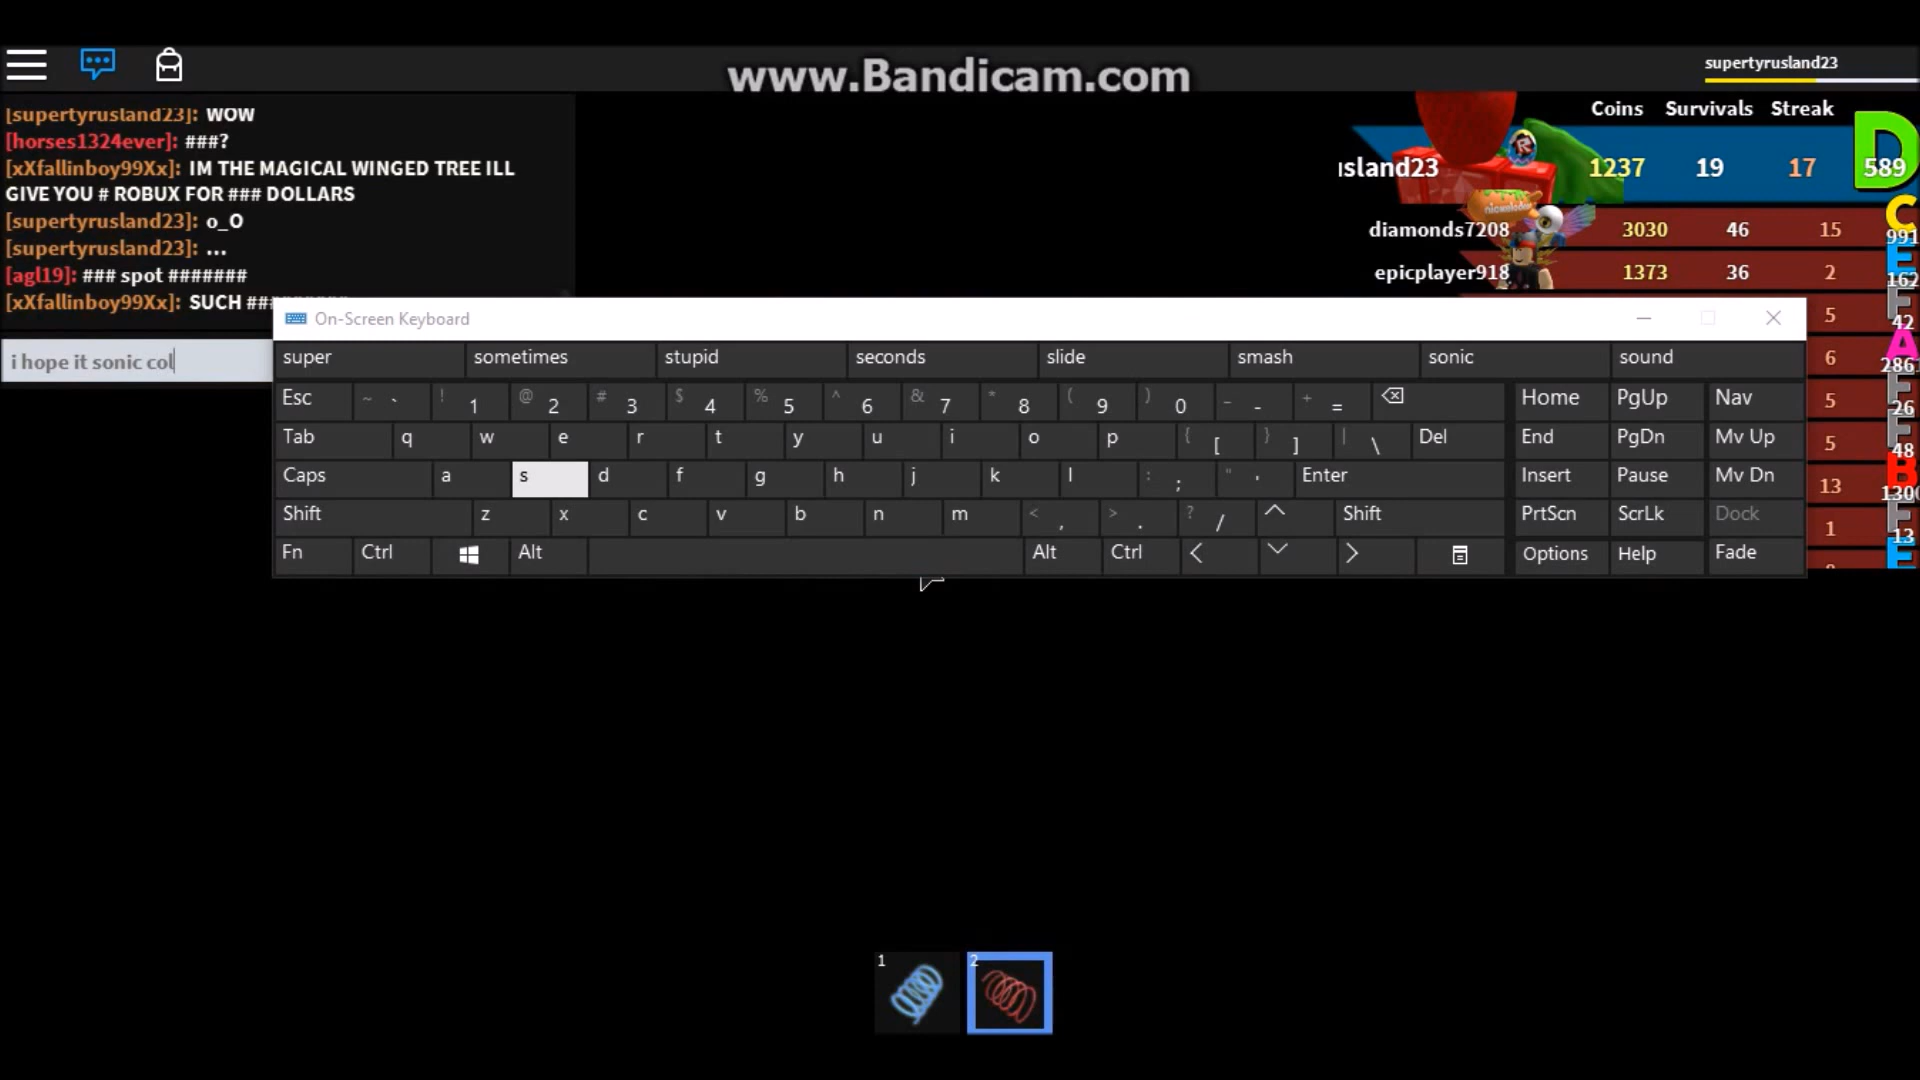 www.Bandicam.com
supertyrusland23
[supertyrusland23]: WOW
[horses1324ever]: ###?
[xXfallinboy99Xx]: IM THE MAGICAL WINGED TREE ILL
GIVE YOU # ROBUX FOR ### DOLLARS
[supertyrusland23]: o_O
[supertyrusland23]: ...
[agl19]: ### spot #######
[xXfallinboy99Xx]: SUCH ###
i hope it sonic col
Coins Survivals Streak
usland23 1237 19 17 D 589
diamonds7208 3030 46 15 C 991
nickelodeon
epicplayer918 1373 36 2 E 162
5 F 42
6 A 286
5 F 26
5 F 48
13 B 1300
1 F 13
E
On-Screen Keyboard
super sometimes stupid seconds slide smash sonic sound
Esc ~ ` ! 1 @ 2 # 3 $ 4 % 5 ^ 6 & 7 * 8 ( 9 ) 0 _ - + = Home PgUp Nav
Tab q w e r t y u i o p { [ } ] | \ Del End PgDn Mv Up
Caps a s d f g h j k l : ; " ' Enter Insert Pause Mv Dn
Shift z x c v b n m < , > . ? / Shift PrtScn ScrLk Dock
Fn Ctrl Alt Alt Ctrl Options Help Fade
1 2